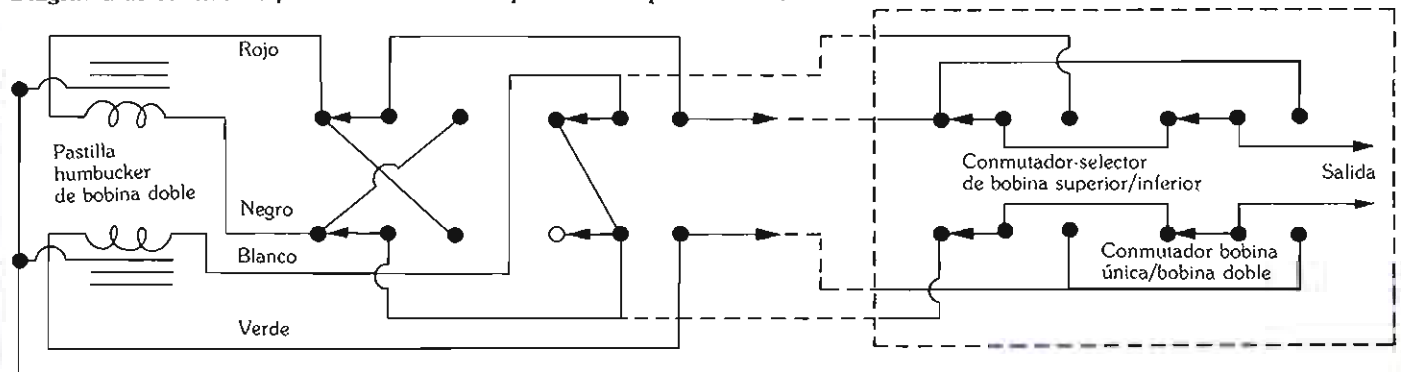 Rojo
Pastilla
humbucker
de bobina doble
Negro
Blanco
Verde
Conmutador-selector
de bobina superior/inferior
Salida
Conmutador bobina
única/bobina doble